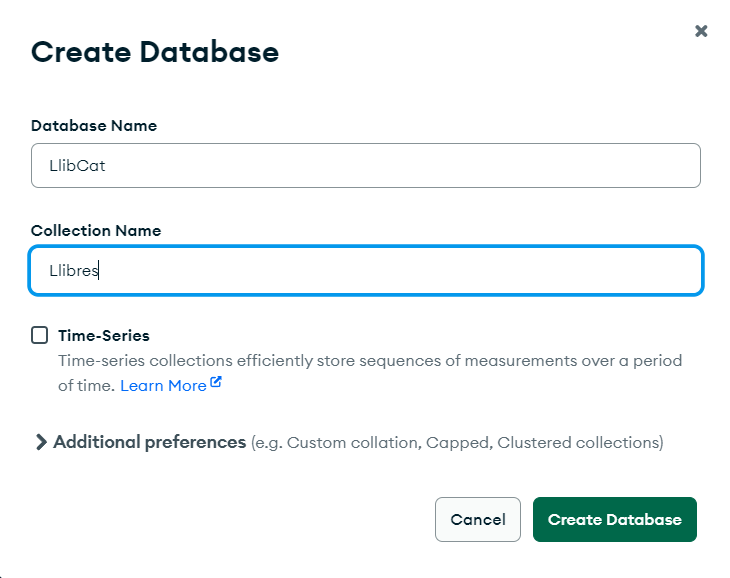 Create Database
Database Name
LlibCat
Collection Name
Llibres
Time-Series
Time-series collections efficiently store sequences of measurements over a period
of time. Learn More
Additional preferences (e.g. Custom collation, Capped, Clustered collections)
Cancel
Create Database